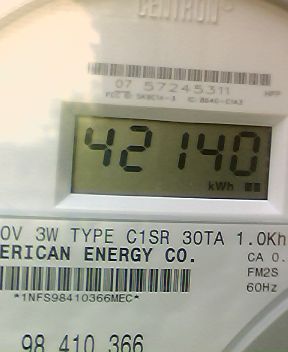 CENTRON
07 57245311
42140
kWh
0V 3W TYPE C1SR 30TA 1.0Kh
ERICAN ENERGY CO.
CA 0.
FM2S
*1NFS98410366MEC*
60Hz
98 410 366